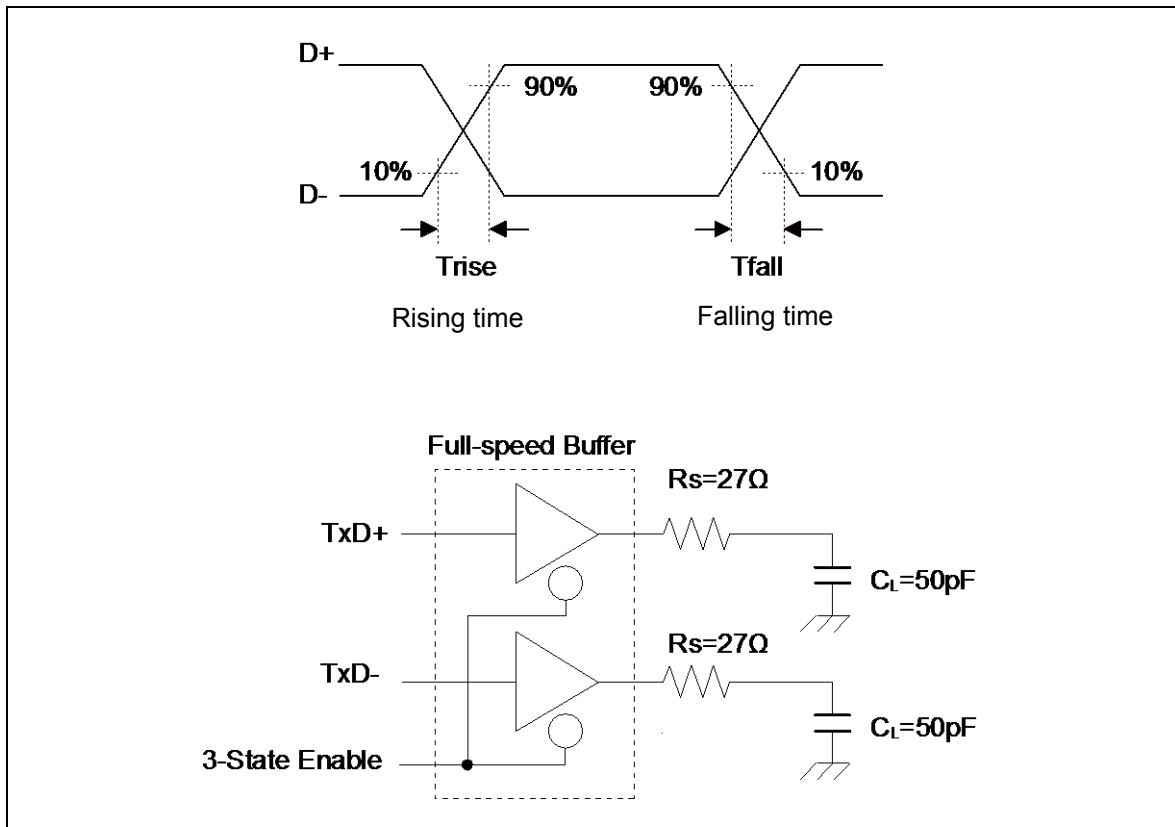 D+
90%
90%
10%
10%
D-
Trise
Tfall
Rising time
Falling time
Full-speed Buffer
Rs=27Ω
TxD+
CL=50pF
Rs=27Ω
TxD-
CL=50pF
3-State Enable